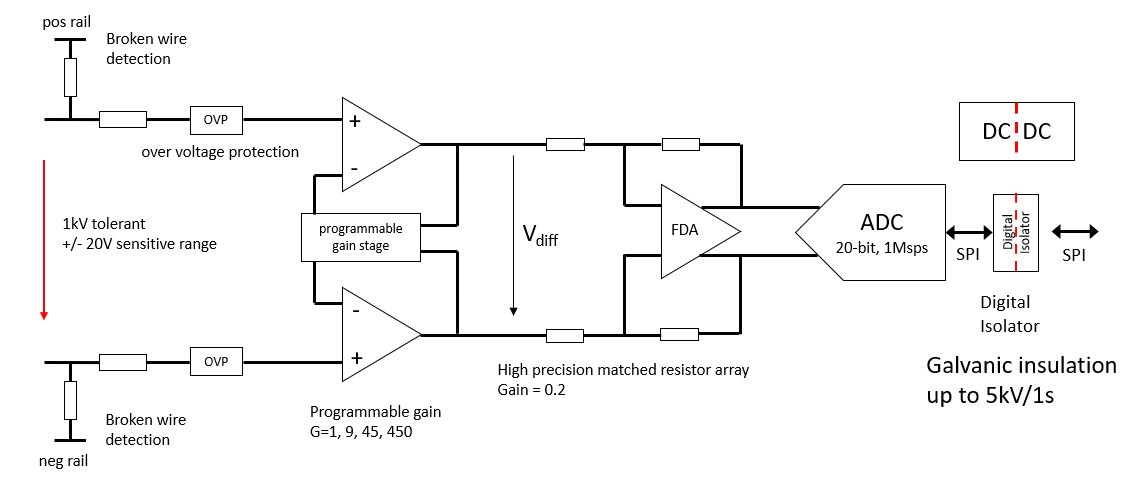 pos rail
Broken wire
detection
OVP
over voltage protection
1kV tolerant
+/- 20V sensitive range
OVP
Broken wire
detection
neg rail
+
-
programmable
gain stage
-
+
Programmable gain
G=1, 9, 45, 450
Vdiff
High precision matched resistor array
Gain = 0.2
FDA
ADC
20-bit, 1Msps
SPI
DC DC
Digital
Isolator
SPI
Digital
Isolator
Galvanic insulation
up to 5kV/1s